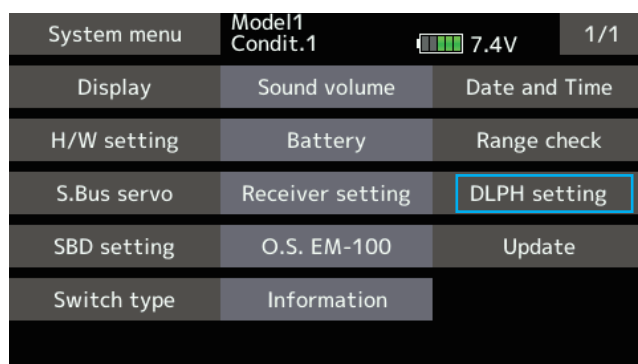 System menu
Model1
Condit.1
7.4V
1/1
Display
Sound volume
Date and Time
H/W setting
Battery
Range check
S.Bus servo
Receiver setting
DLPH setting
SBD setting
O.S. EM-100
Update
Switch type
Information